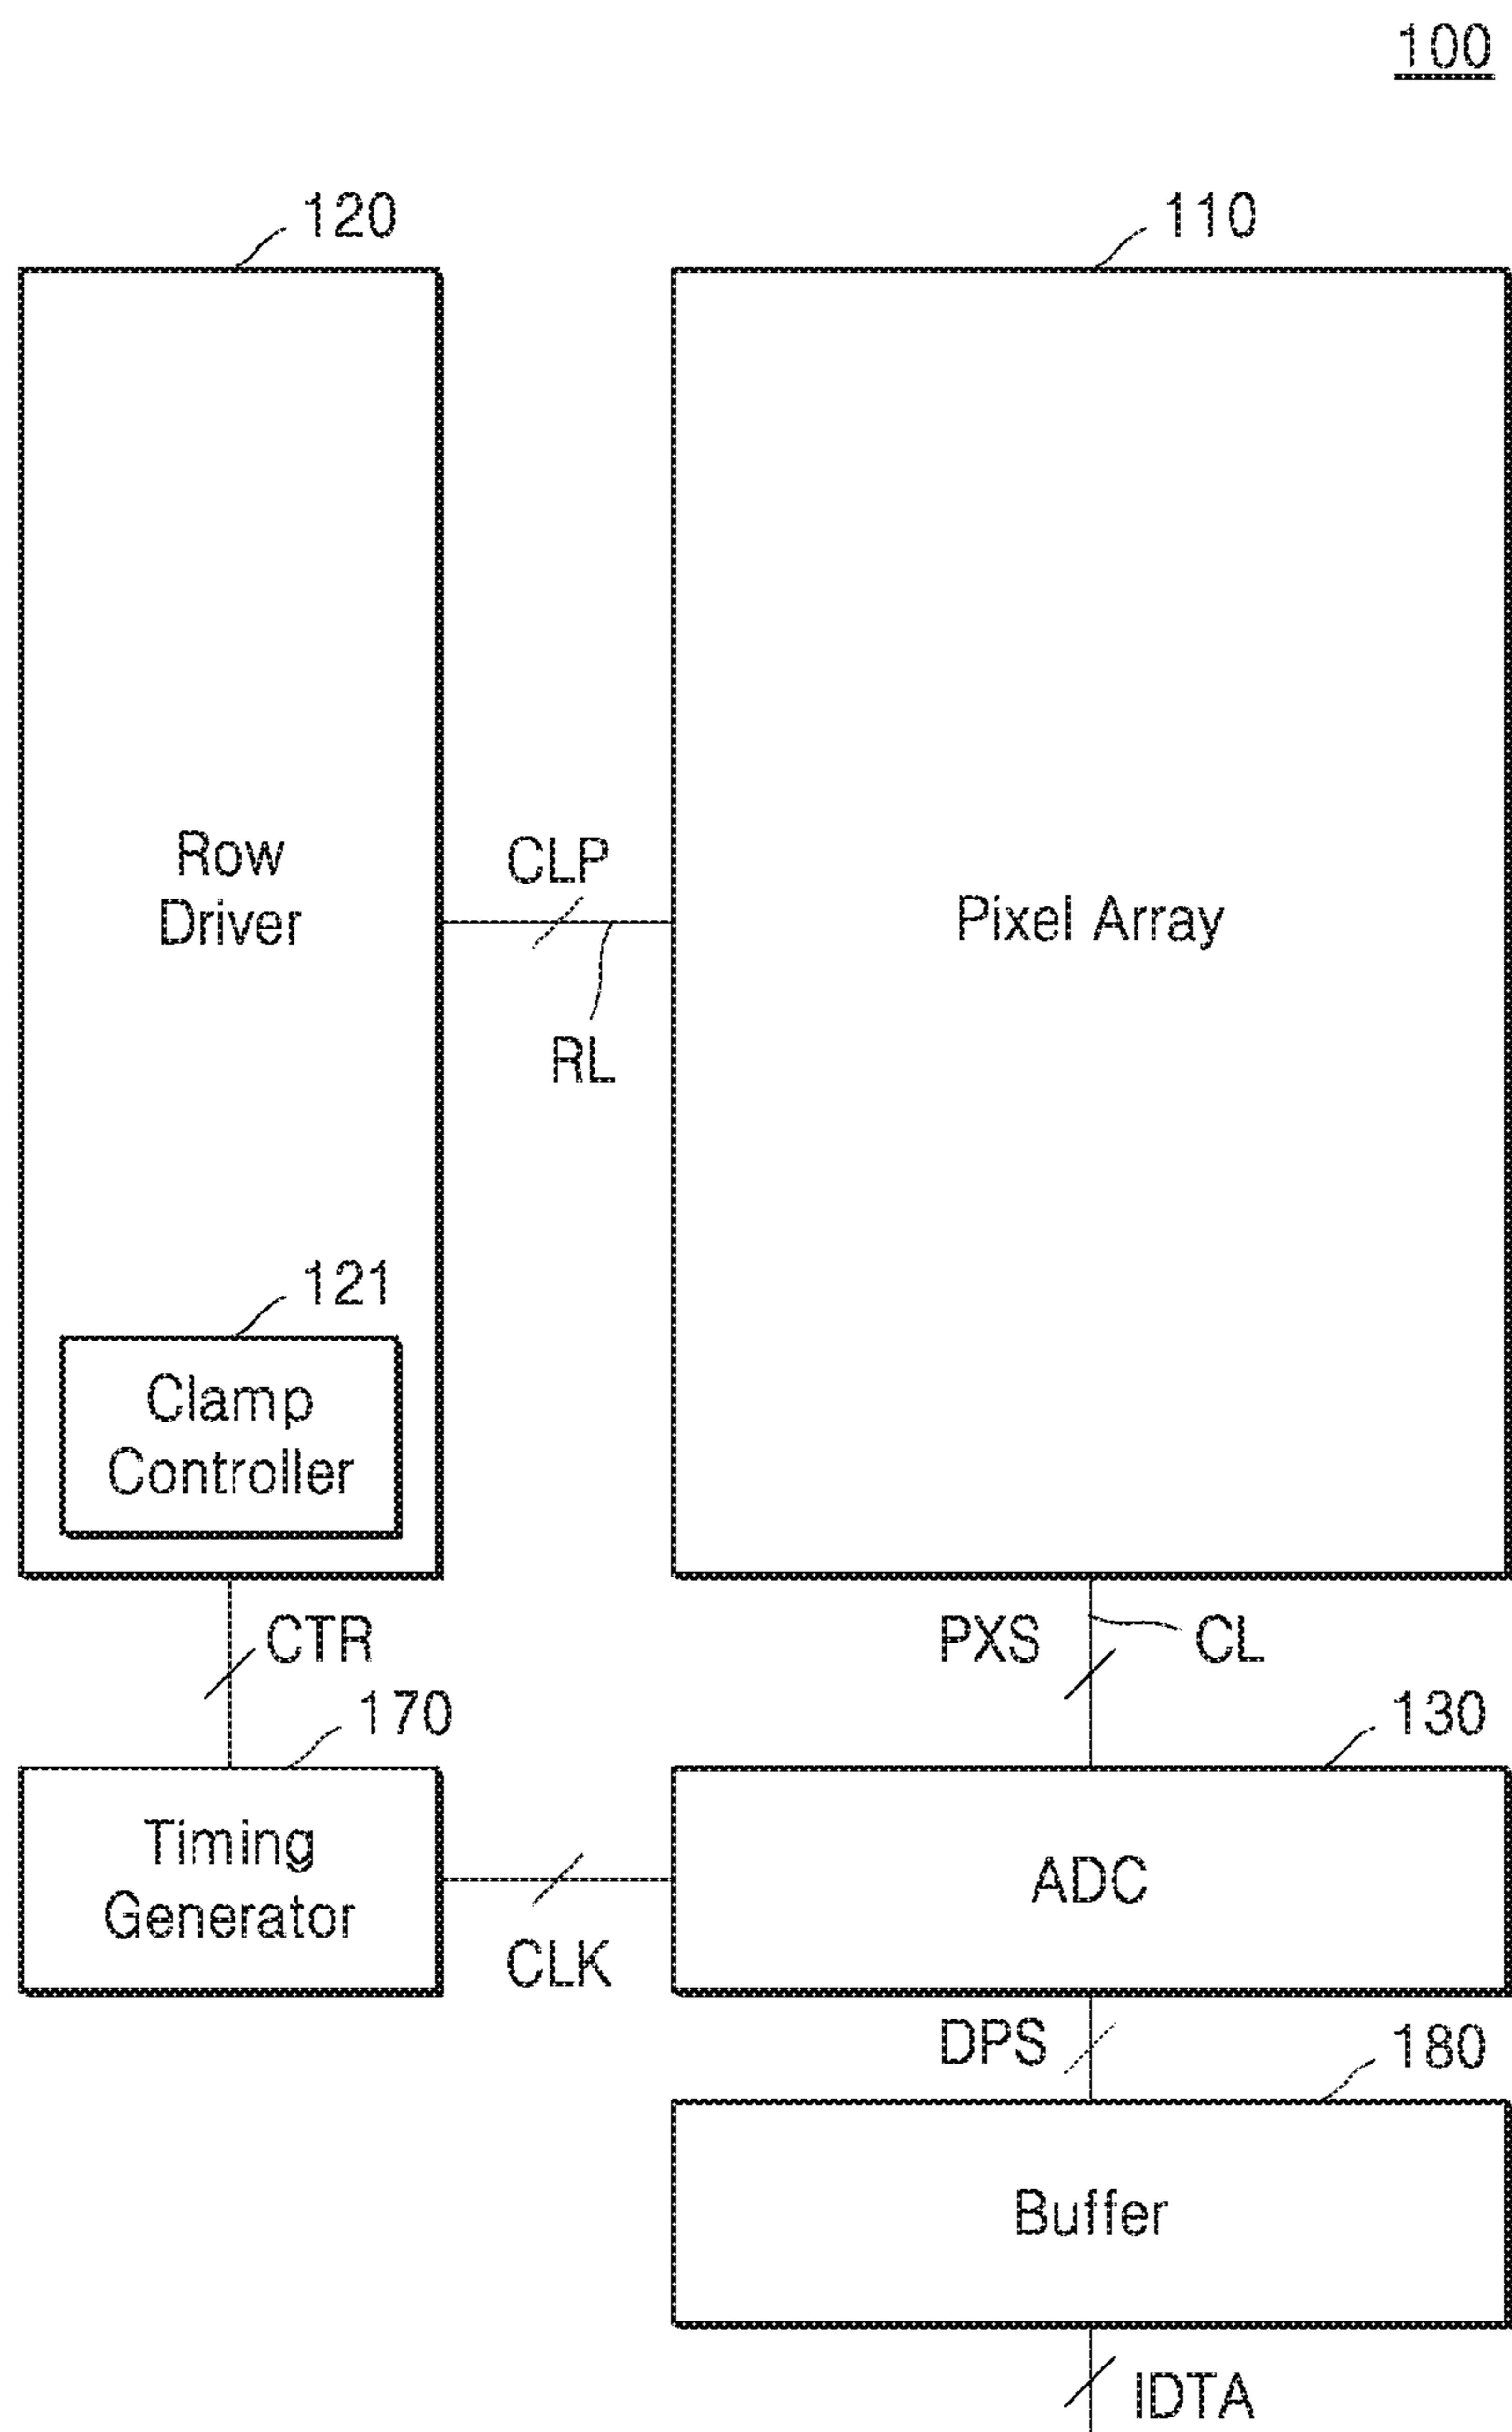 100
120
110
Row
Driver
CLP
RL
Pixel Array
121
Clamp
Controller
CTR
PXS
CL
170
130
Timing
Generator
CLK
ADC
DPS
180
Buffer
IDTA